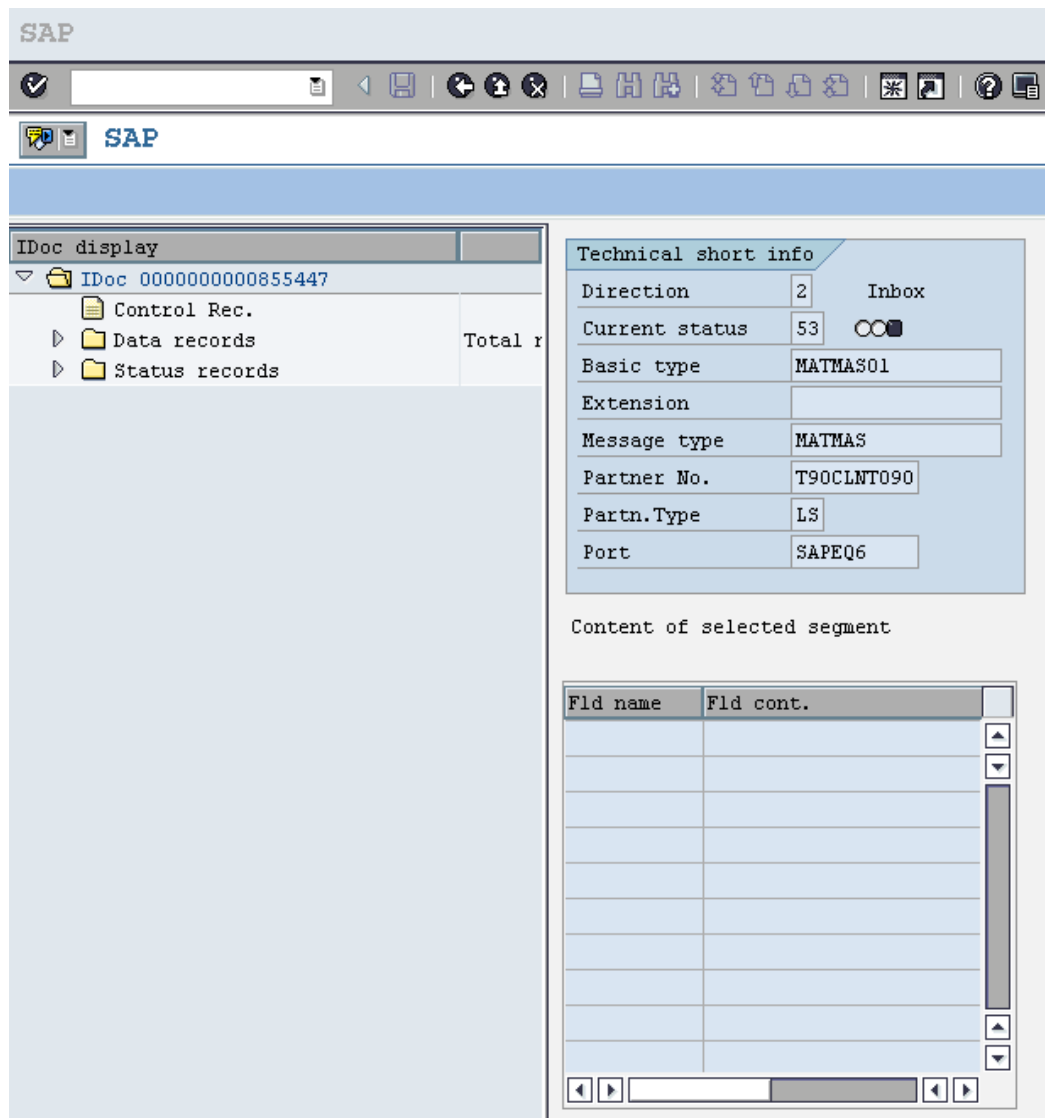 SAP
SAP
IDoc display
IDoc 0000000000855447
Control Rec.
Data records Total r
Status records
Technical short info
Direction 2 Inbox
Current status 53
Basic type MATMAS01
Extension
Message type MATMAS
Partner No. T90CLNT090
Partn.Type LS
Port SAPEQ6
Content of selected segment
Fld name Fld cont.